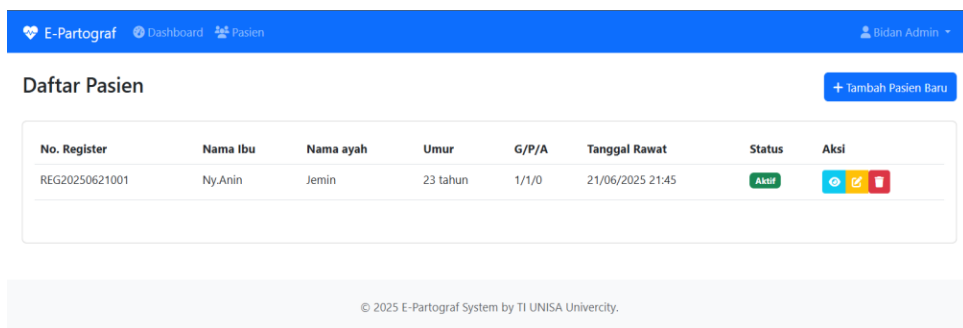 E-Partograf Dashboard Pasien Bidan Admin
Daftar Pasien
+ Tambah Pasien Baru
No. Register Nama Ibu Nama ayah Umur G/P/A Tanggal Rawat Status Aksi
REG20250621001 Ny.Anin Jemin 23 tahun 1/1/0 21/06/2025 21:45 Aktif
© 2025 E-Partograf System by TI UNISA Univercity.